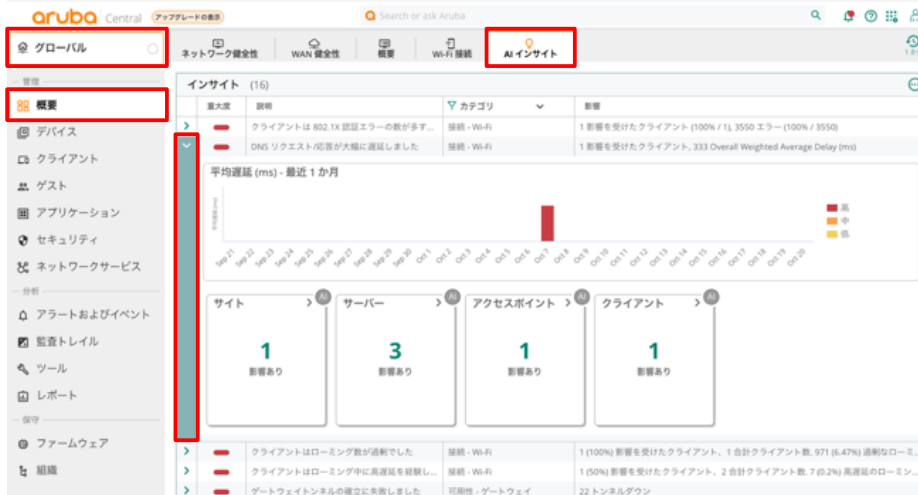 aruba Central アップグレードの表示
Search or ask Aruba
グローバル
ネットワーク健全性
WAN 健全性
概要
Wi-Fi 接続
AI インサイト
管理
概要
デバイス
クライアント
ゲスト
アプリケーション
セキュリティ
ネットワークサービス
分析
アラートおよびイベント
監査トレイル
ツール
レポート
保守
ファームウェア
組織
インサイト (16)
重大度 説明 カテゴリ 影響
クライアントは 802.1X 認証エラーの数が多す... 接続 - Wi-Fi 1 影響を受けたクライアント (100% / 1), 3550 エラー (100% / 3550)
DNS リクエスト/応答が大幅に遅延しました 接続 - Wi-Fi 1 影響を受けたクライアント, 333 Overall Weighted Average Delay (ms)
平均遅延 (ms) - 最近 1 か月
高
中
低
Sep 21 Sep 22 Sep 23 Sep 24 Sep 25 Sep 26 Sep 27 Sep 28 Sep 29 Sep 30 Oct 1 Oct 2 Oct 3 Oct 4 Oct 5 Oct 6 Oct 7 Oct 8 Oct 9 Oct 10 Oct 11 Oct 12 Oct 13 Oct 14 Oct 15 Oct 16 Oct 17 Oct 18 Oct 19 Oct 20
サイト AI サーバー AI アクセスポイント AI クライアント AI
1 3 1 1
影響あり 影響あり 影響あり 影響あり
クライアントはローミング数が過剰でした 接続 - Wi-Fi 1 (100%) 影響を受けたクライアント、1 合計クライアント数, 971 (6.47%) 過剰なローミ...
クライアントはローミング中に高遅延を経験し... 接続 - Wi-Fi 1 (50%) 影響を受けたクライアント、2 合計クライアント数, 7 (0.2%) 高遅延のローミン...
ゲートウェイトンネルの確立に失敗しました 可用性 - ゲートウェイ 22 トンネルダウン